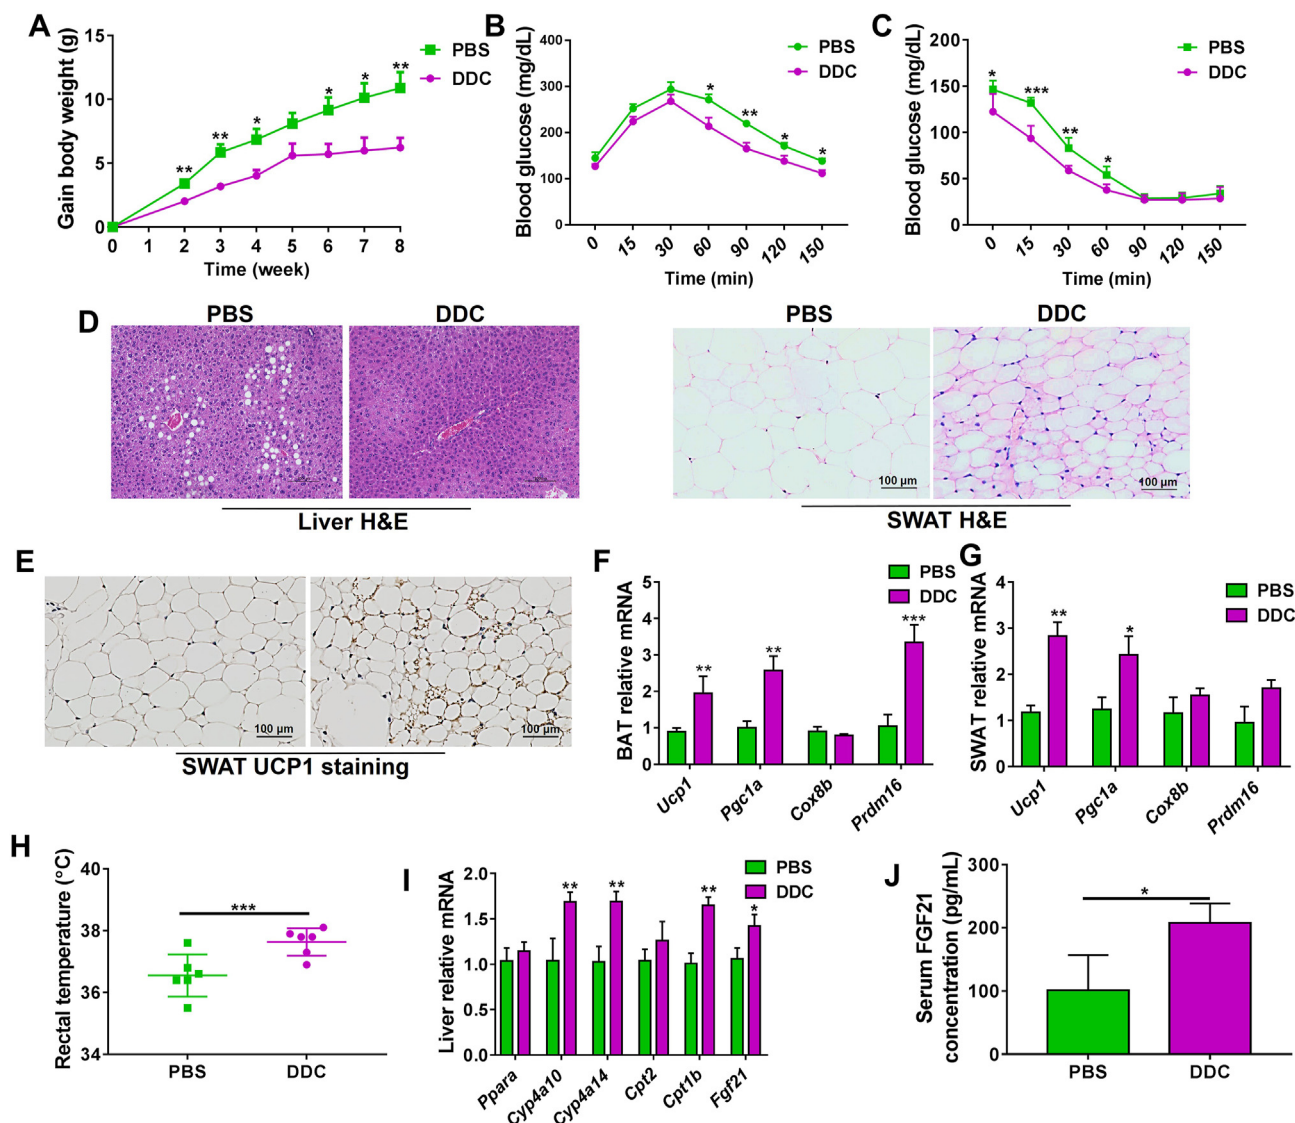 A
Gain body weight (g)
15
10
5
0
0 1 2 3 4 5 6 7 8
Time (week)
** ** * * * **
PBS
DDC
B
Blood glucose (mg/dL)
400
300
200
100
0
0 15 30 60 90 120 150
Time (min)
* ** * *
PBS
DDC
C
Blood glucose (mg/dL)
200
150
100
50
0
0 15 30 60 90 120 150
Time (min)
* *** ** *
PBS
DDC
D
PBS DDC
Liver H&E
PBS DDC
100 µm 100 µm
SWAT H&E
E
100 µm 100 µm
SWAT UCP1 staining
F
BAT relative mRNA
5
4
3
2
1
0
** ** ***
Ucp1 Pgc1a Cox8b Prdm16
PBS
DDC
G
SWAT relative mRNA
4
3
2
1
0
** *
Ucp1 Pgc1a Cox8b Prdm16
PBS
DDC
H
Rectal temperature (°C)
40
38
36
34
***
PBS DDC
I
Liver relative mRNA
2.0
1.5
1.0
0.5
0.0
** ** ** *
Ppara Cyp4a10 Cyp4a14 Cpt2 Cpt1b Fgf21
PBS
DDC
J
Serum FGF21
concentration (pg/mL)
300
200
100
0
*
PBS DDC